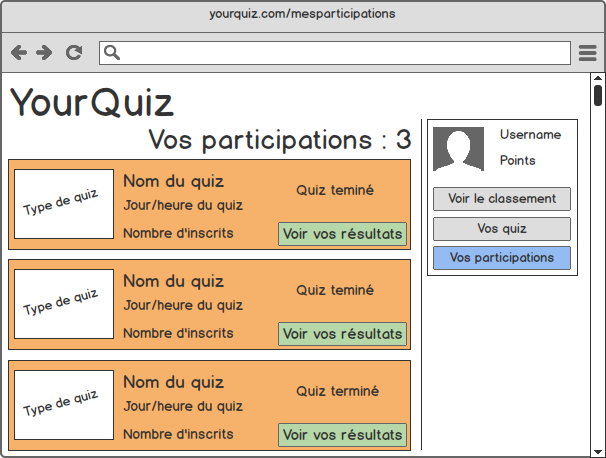 yourquiz.com/mesparticipations
YourQuiz
Vos participations : 3
Type de quiz
Nom du quiz
Jour/heure du quiz
Nombre d'inscrits
Quiz teminé
Voir vos résultats
Type de quiz
Nom du quiz
Jour/heure du quiz
Nombre d'inscrits
Quiz teminé
Voir vos résultats
Type de quiz
Nom du quiz
Jour/heure du quiz
Nombre d'inscrits
Quiz terminé
Voir vos résultats
Username
Points
Voir le classement
Vos quiz
Vos participations